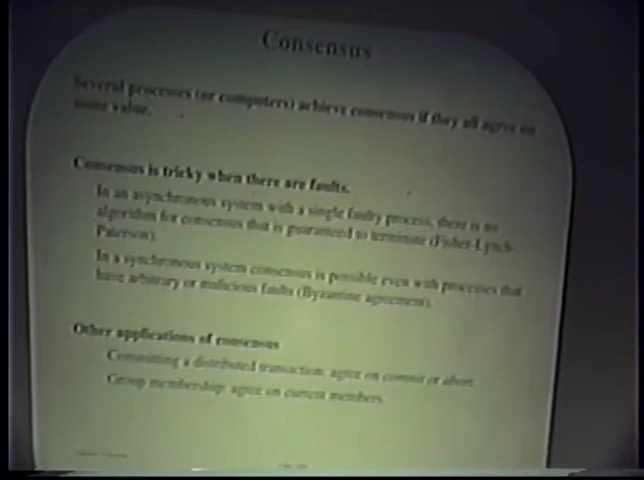 Consensus
Several processes (or computers) achieve consensus if they all agree on
some value.
Consensus is tricky when there are faults.
In an asynchronous system with a single faulty process, there is no
algorithm for consensus that is guaranteed to terminate (Fisher-Lynch-
Paterson).
In a synchronous system consensus is possible even with processes that
have arbitrary or malicious faults (Byzantine agreement).
Other applications of consensus
Committing a distributed transaction: agree on commit or abort.
Group membership: agree on current members.